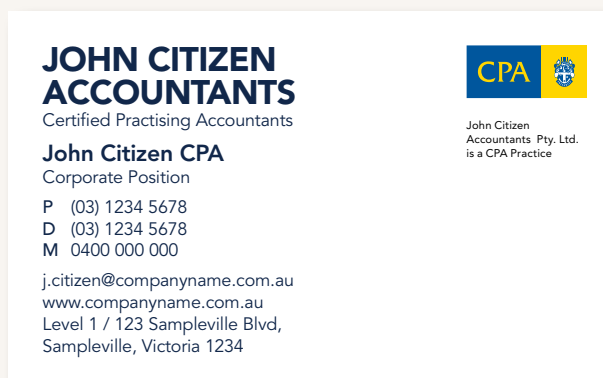 JOHN CITIZEN
ACCOUNTANTS
Certified Practising Accountants
John Citizen CPA
Corporate Position
P (03) 1234 5678
D (03) 1234 5678
M 0400 000 000
j.citizen@companyname.com.au
www.companyname.com.au
Level 1 / 123 Sampleville Blvd,
Sampleville, Victoria 1234
CPA
John Citizen
Accountants Pty. Ltd.
is a CPA Practice